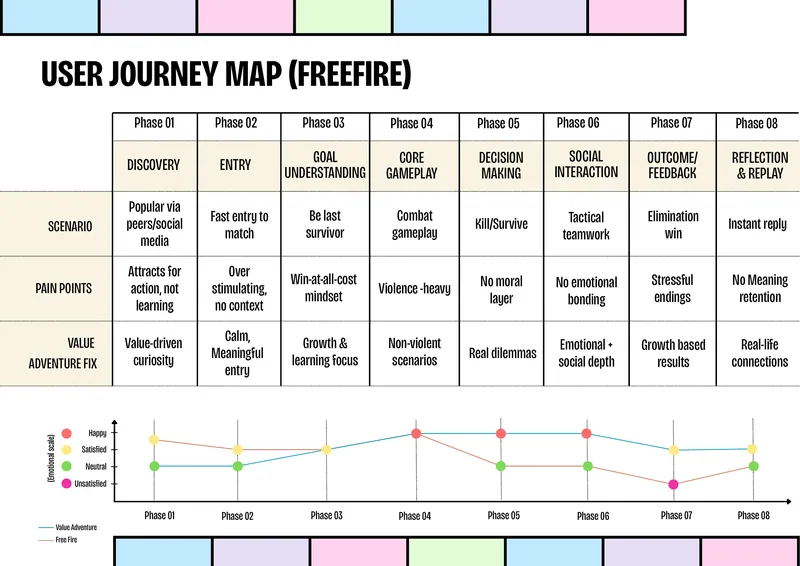 USER JOURNEY MAP (FREEFIRE)
Phase 01
Phase 02
Phase 03
Phase 04
Phase 05
Phase 06
Phase 07
Phase 08
DISCOVERY
ENTRY
GOAL
UNDERSTANDING
CORE
GAMEPLAY
DECISION
MAKING
SOCIAL
INTERACTION
OUTCOME/
FEEDBACK
REFLECTION
& REPLAY
SCENARIO
Popular via
peers/social
media
Fast entry to
match
Be last
survivor
Combat
gameplay
Kill/Survive
Tactical
teamwork
Elimination
win
Instant reply
PAIN POINTS
Attracts for
action, not
learning
Over
stimulating,
no context
Win-at-all-cost
mindset
Violence -heavy
No moral
layer
No emotional
bonding
Stressful
endings
No Meaning
retention
VALUE
ADVENTURE FIX
Value-driven
curiosity
Calm,
Meaningful
entry
Growth &
learning focus
Non-violent
scenarios
Real dilemmas
Emotional +
social depth
Growth based
results
Real-life
connections
(Emotional scale)
Happy
Satisfied
Neutral
Unsatisfied
Phase 01
Phase 02
Phase 03
Phase 04
Phase 05
Phase 06
Phase 07
Phase 08
Value Adventure
Free Fire